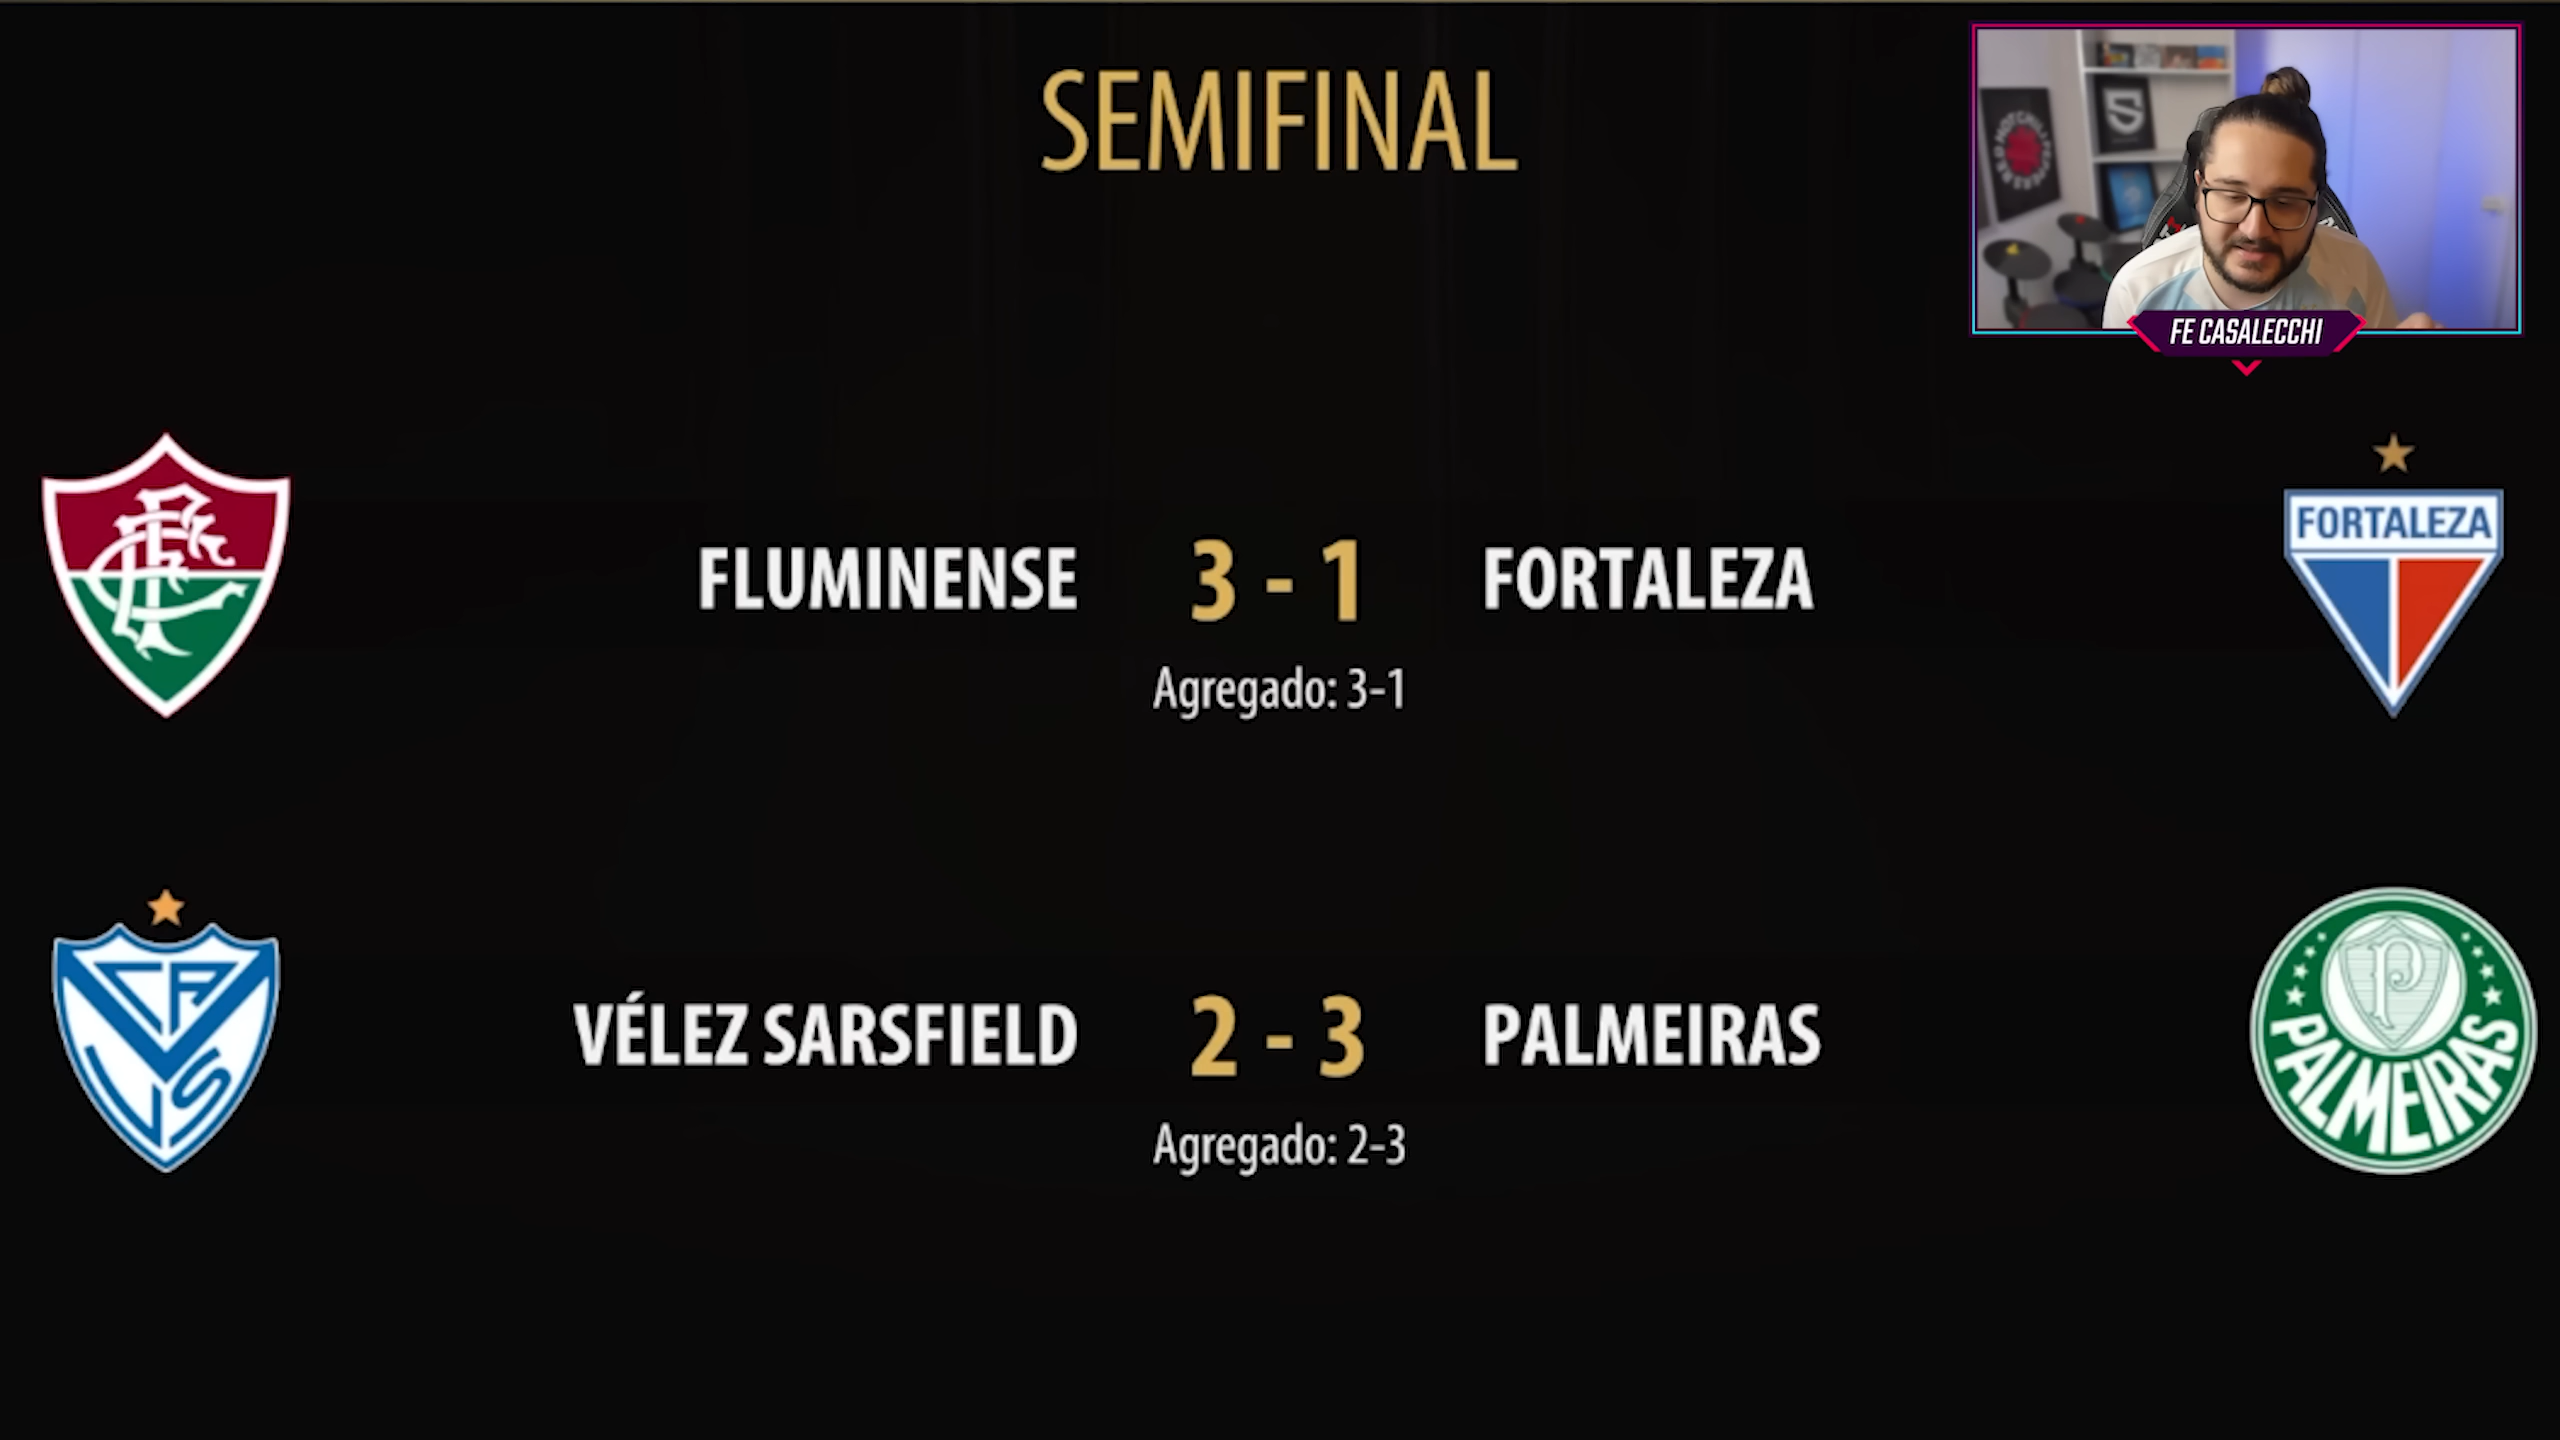 SEMIFINAL
FE CASALECCHI
FLUMINENSE 3 - 1 FORTALEZA
Agregado: 3-1
FORTALEZA
VÉLEZ SARSFIELD 2 - 3 PALMEIRAS
Agregado: 2-3
PALMEIRAS